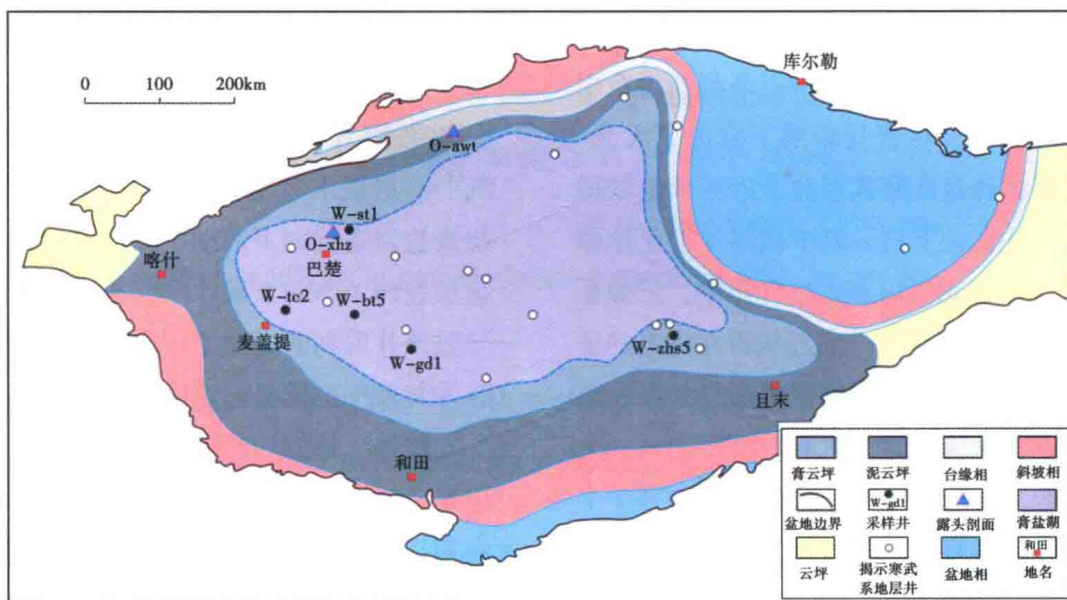 库尔勒
0 100 200km
O-awt
W-st1
O-xhz
巴楚
喀什
W-tc2
W-bt5
麦盖提
W-gd1
W-zhs5
且末
和田
膏云坪 泥云坪 台缘相 斜坡相
W-gd1
盆地边界 采样井 露头剖面 膏盐湖
和田
云坪 揭示寒武 盆地相 地名
系地层井